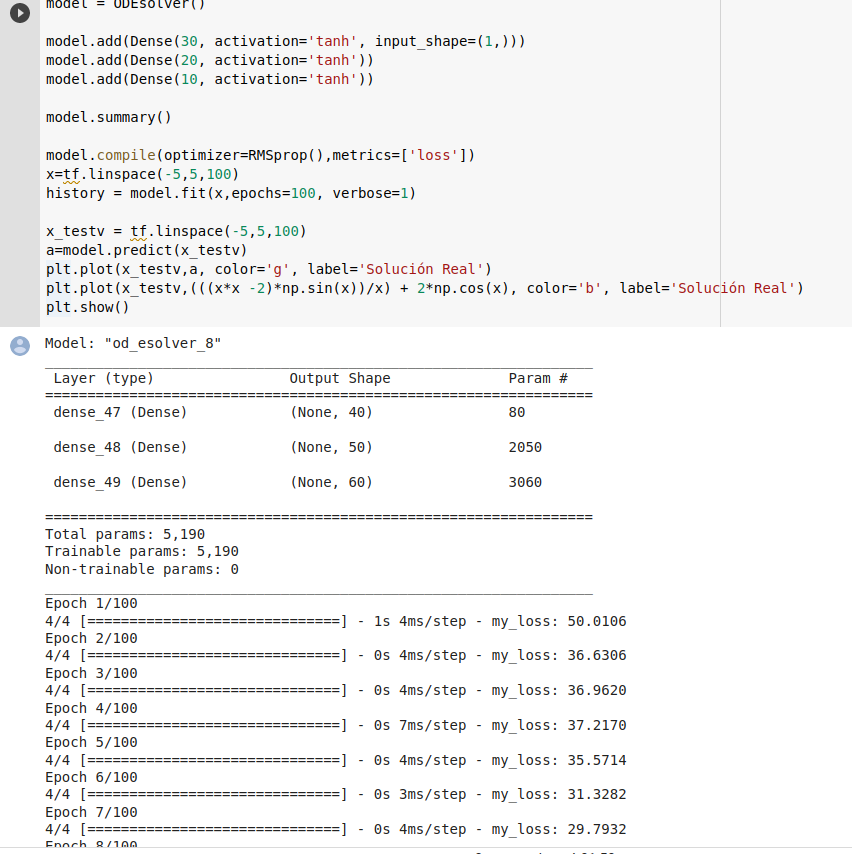 model = ODEsolver()
model.add(Dense(30, activation='tanh', input_shape=(1,)))
model.add(Dense(20, activation='tanh'))
model.add(Dense(10, activation='tanh'))
model.summary()
model.compile(optimizer=RMSprop(),metrics=['loss'])
x=tf.linspace(-5,5,100)
history = model.fit(x,epochs=100, verbose=1)
x_testv = tf.linspace(-5,5,100)
a=model.predict(x_testv)
plt.plot(x_testv,a, color='g', label='Solución Real')
plt.plot(x_testv,(((x*x -2)*np.sin(x))/x) + 2*np.cos(x), color='b', label='Solución Real')
plt.show()
Model: "od_esolver_8"
Layer (type) Output Shape Param #
=================================================================
dense_47 (Dense) (None, 40) 80
dense_48 (Dense) (None, 50) 2050
dense_49 (Dense) (None, 60) 3060
=================================================================
Total params: 5,190
Trainable params: 5,190
Non-trainable params: 0
Epoch 1/100
4/4 [==============================] - 1s 4ms/step - my_loss: 50.0106
Epoch 2/100
4/4 [==============================] - 0s 4ms/step - my_loss: 36.6306
Epoch 3/100
4/4 [==============================] - 0s 4ms/step - my_loss: 36.9620
Epoch 4/100
4/4 [==============================] - 0s 7ms/step - my_loss: 37.2170
Epoch 5/100
4/4 [==============================] - 0s 4ms/step - my_loss: 35.5714
Epoch 6/100
4/4 [==============================] - 0s 3ms/step - my_loss: 31.3282
Epoch 7/100
4/4 [==============================] - 0s 4ms/step - my_loss: 29.7932
Epoch 8/100